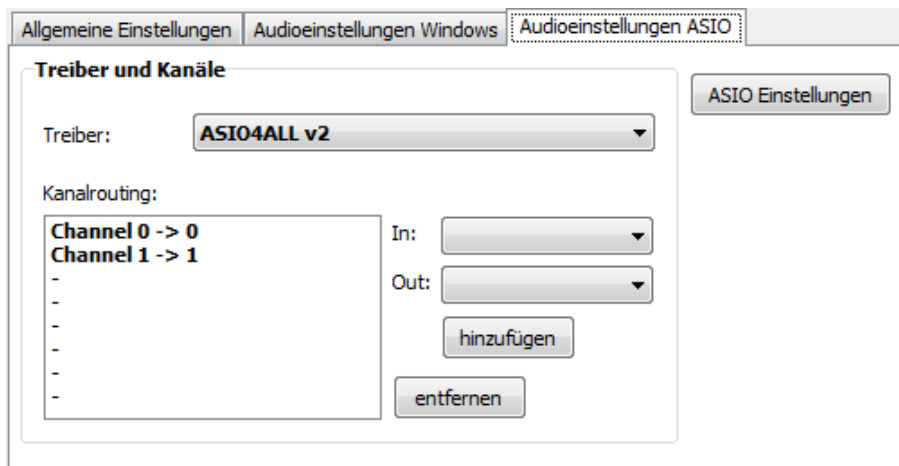 Allgemeine Einstellungen
Audioeinstellungen Windows
Audioeinstellungen ASIO
Treiber und Kanäle
ASIO Einstellungen
Treiber:
ASIO4ALL v2
Kanalrouting:
Channel 0 -> 0
Channel 1 -> 1
-
-
-
-
-
-
In:
Out:
hinzufügen
entfernen